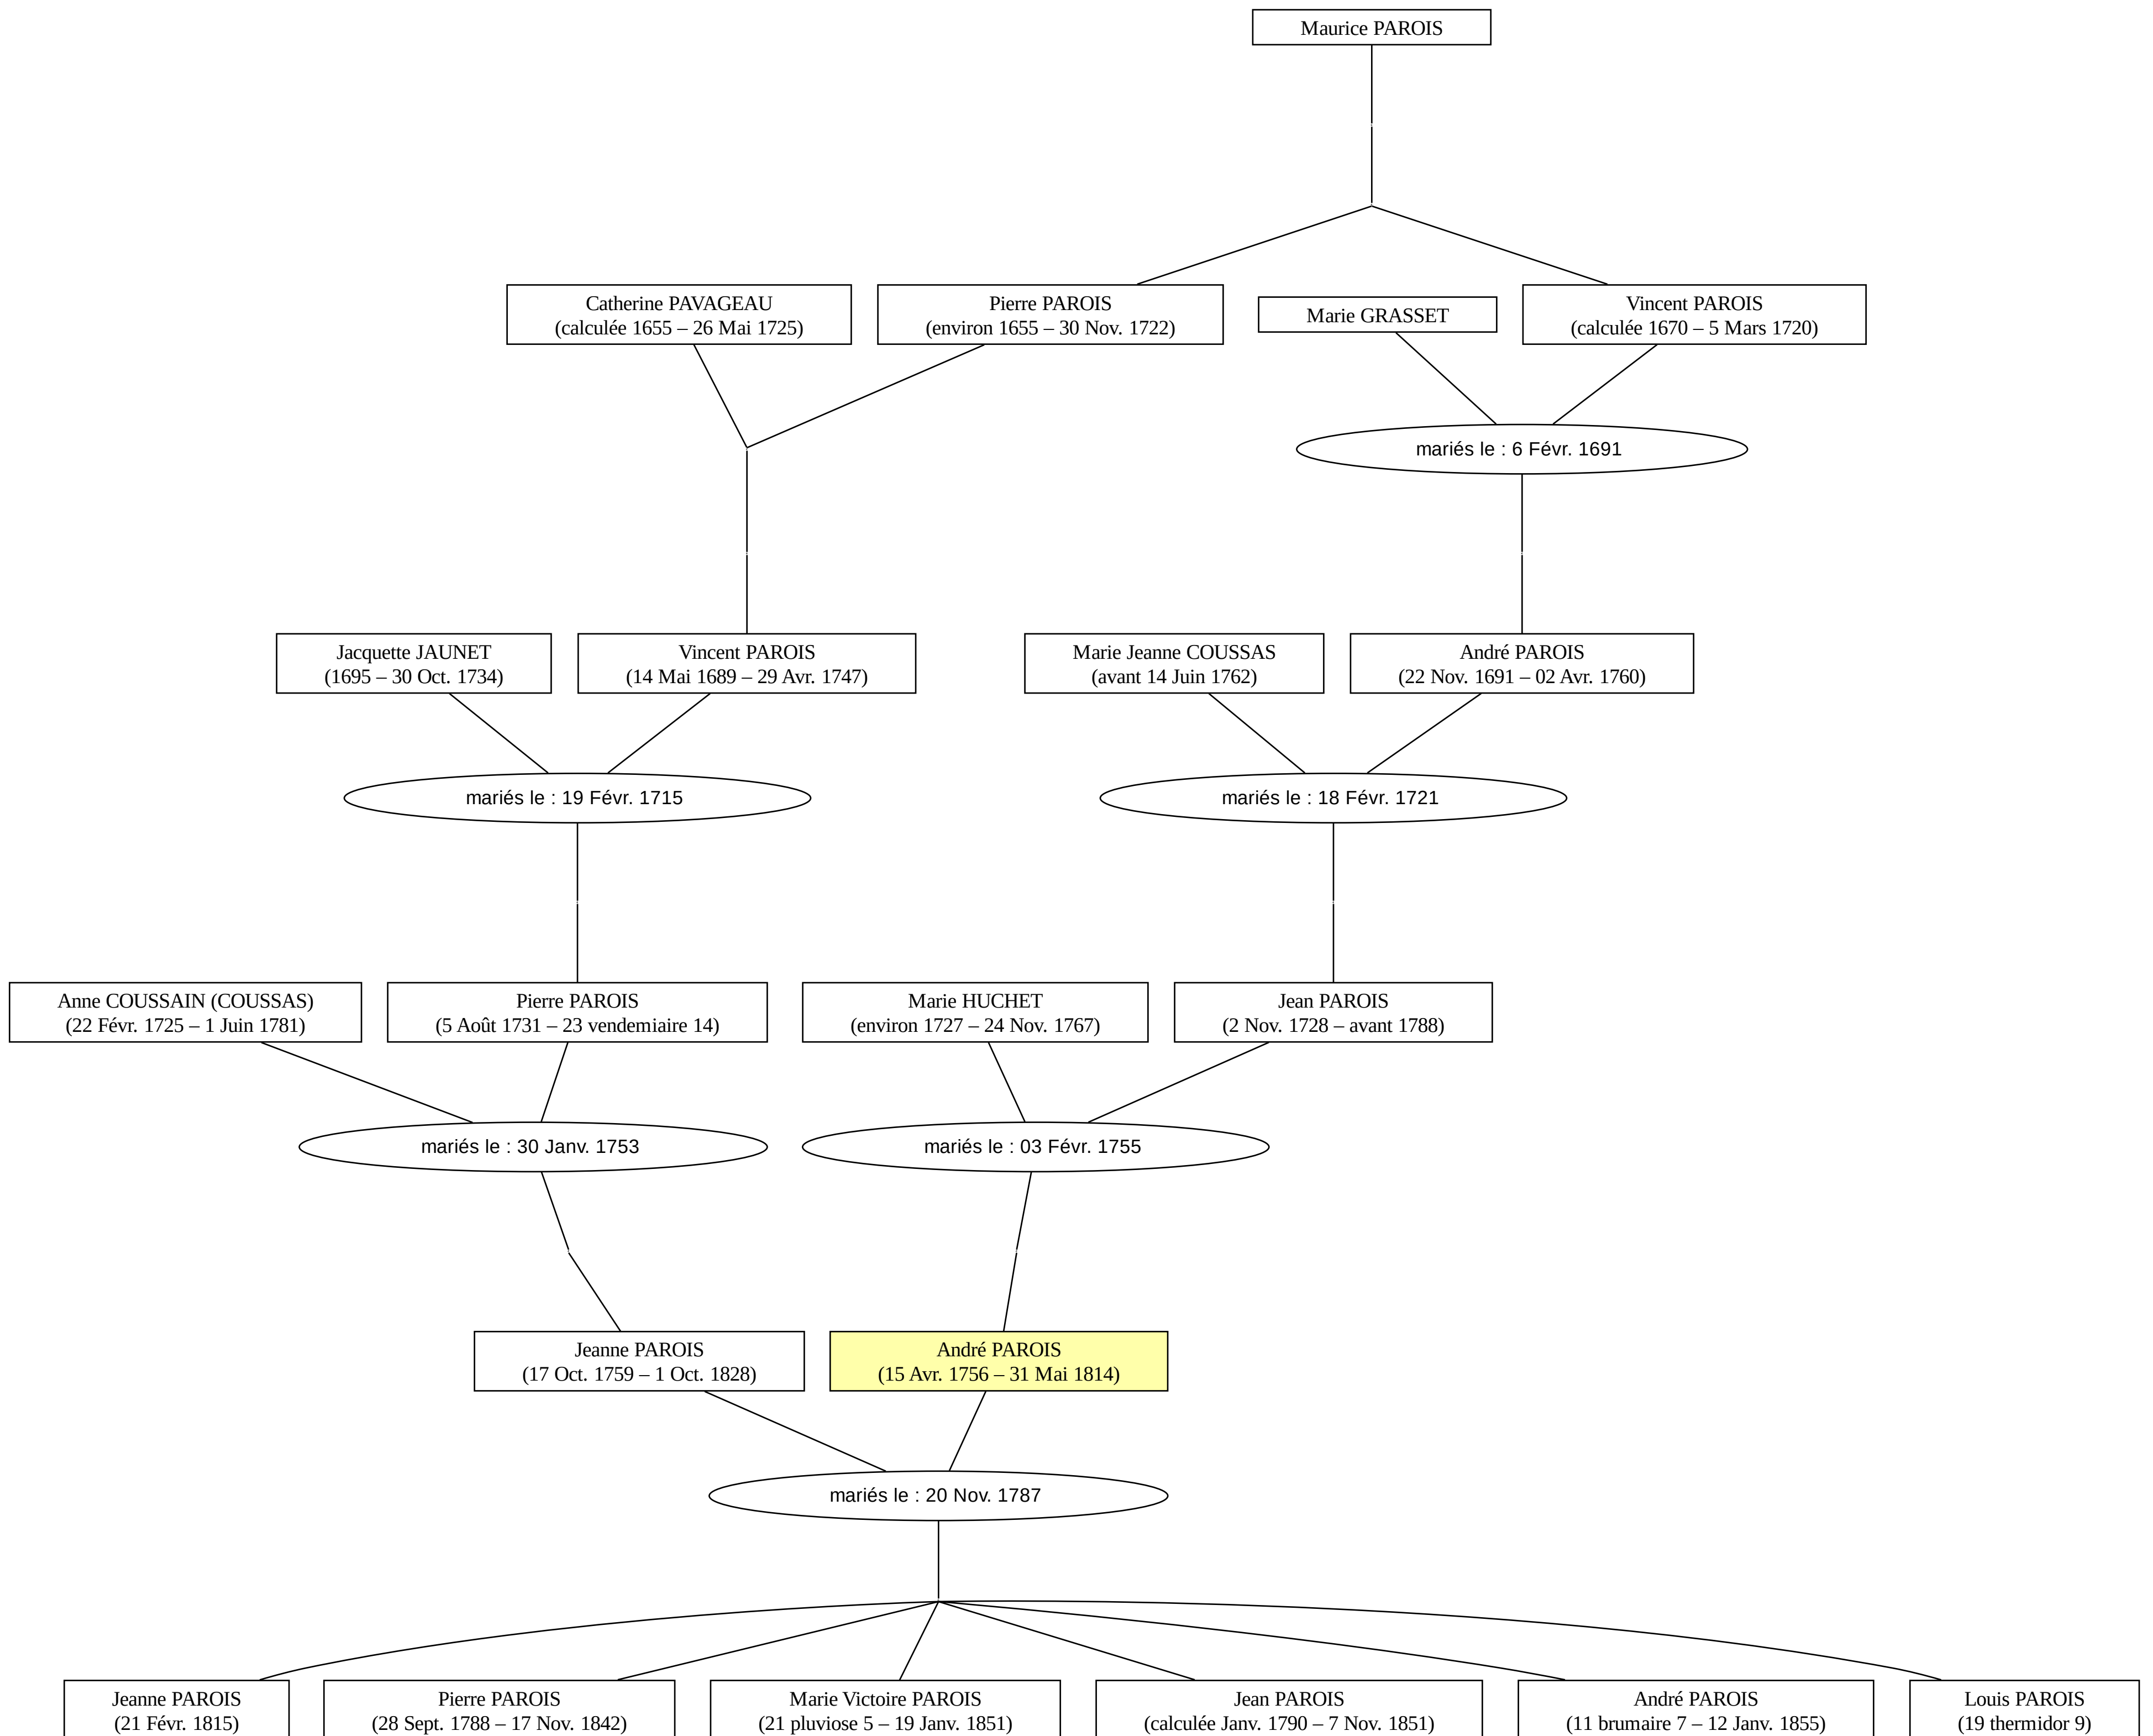 Maurice PAROIS
Catherine PAVAGEAU
(calculée 1655 – 26 Mai 1725)
Pierre PAROIS
(environ 1655 – 30 Nov. 1722)
Marie GRASSET
Vincent PAROIS
(calculée 1670 – 5 Mars 1720)
mariés le : 6 Févr. 1691
Jacquette JAUNET
(1695 – 30 Oct. 1734)
Vincent PAROIS
(14 Mai 1689 – 29 Avr. 1747)
Marie Jeanne COUSSAS
(avant 14 Juin 1762)
André PAROIS
(22 Nov. 1691 – 02 Avr. 1760)
mariés le : 19 Févr. 1715
mariés le : 18 Févr. 1721
Anne COUSSAIN (COUSSAS)
(22 Févr. 1725 – 1 Juin 1781)
Pierre PAROIS
(5 Août 1731 – 23 vendemiaire 14)
Marie HUCHET
(environ 1727 – 24 Nov. 1767)
Jean PAROIS
(2 Nov. 1728 – avant 1788)
mariés le : 30 Janv. 1753
mariés le : 03 Févr. 1755
Jeanne PAROIS
(17 Oct. 1759 – 1 Oct. 1828)
André PAROIS
(15 Avr. 1756 – 31 Mai 1814)
mariés le : 20 Nov. 1787
Jeanne PAROIS
(21 Févr. 1815)
Pierre PAROIS
(28 Sept. 1788 – 17 Nov. 1842)
Marie Victoire PAROIS
(21 pluviose 5 – 19 Janv. 1851)
Jean PAROIS
(calculée Janv. 1790 – 7 Nov. 1851)
André PAROIS
(11 brumaire 7 – 12 Janv. 1855)
Louis PAROIS
(19 thermidor 9)